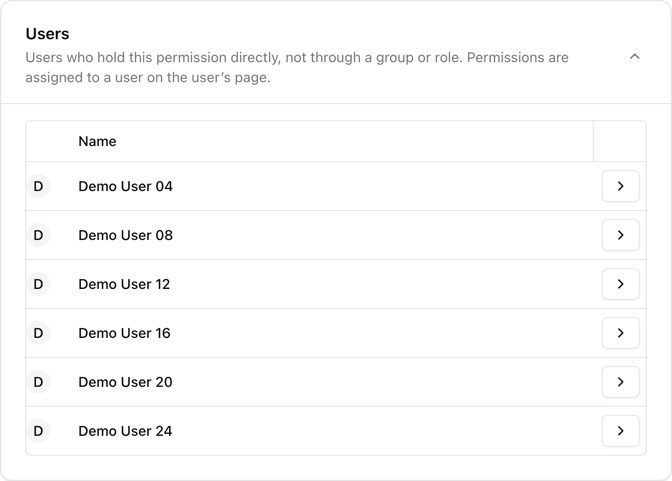 Users
Users who hold this permission directly, not through a group or role. Permissions are
assigned to a user on the user’s page.
Name
D Demo User 04
D Demo User 08
D Demo User 12
D Demo User 16
D Demo User 20
D Demo User 24